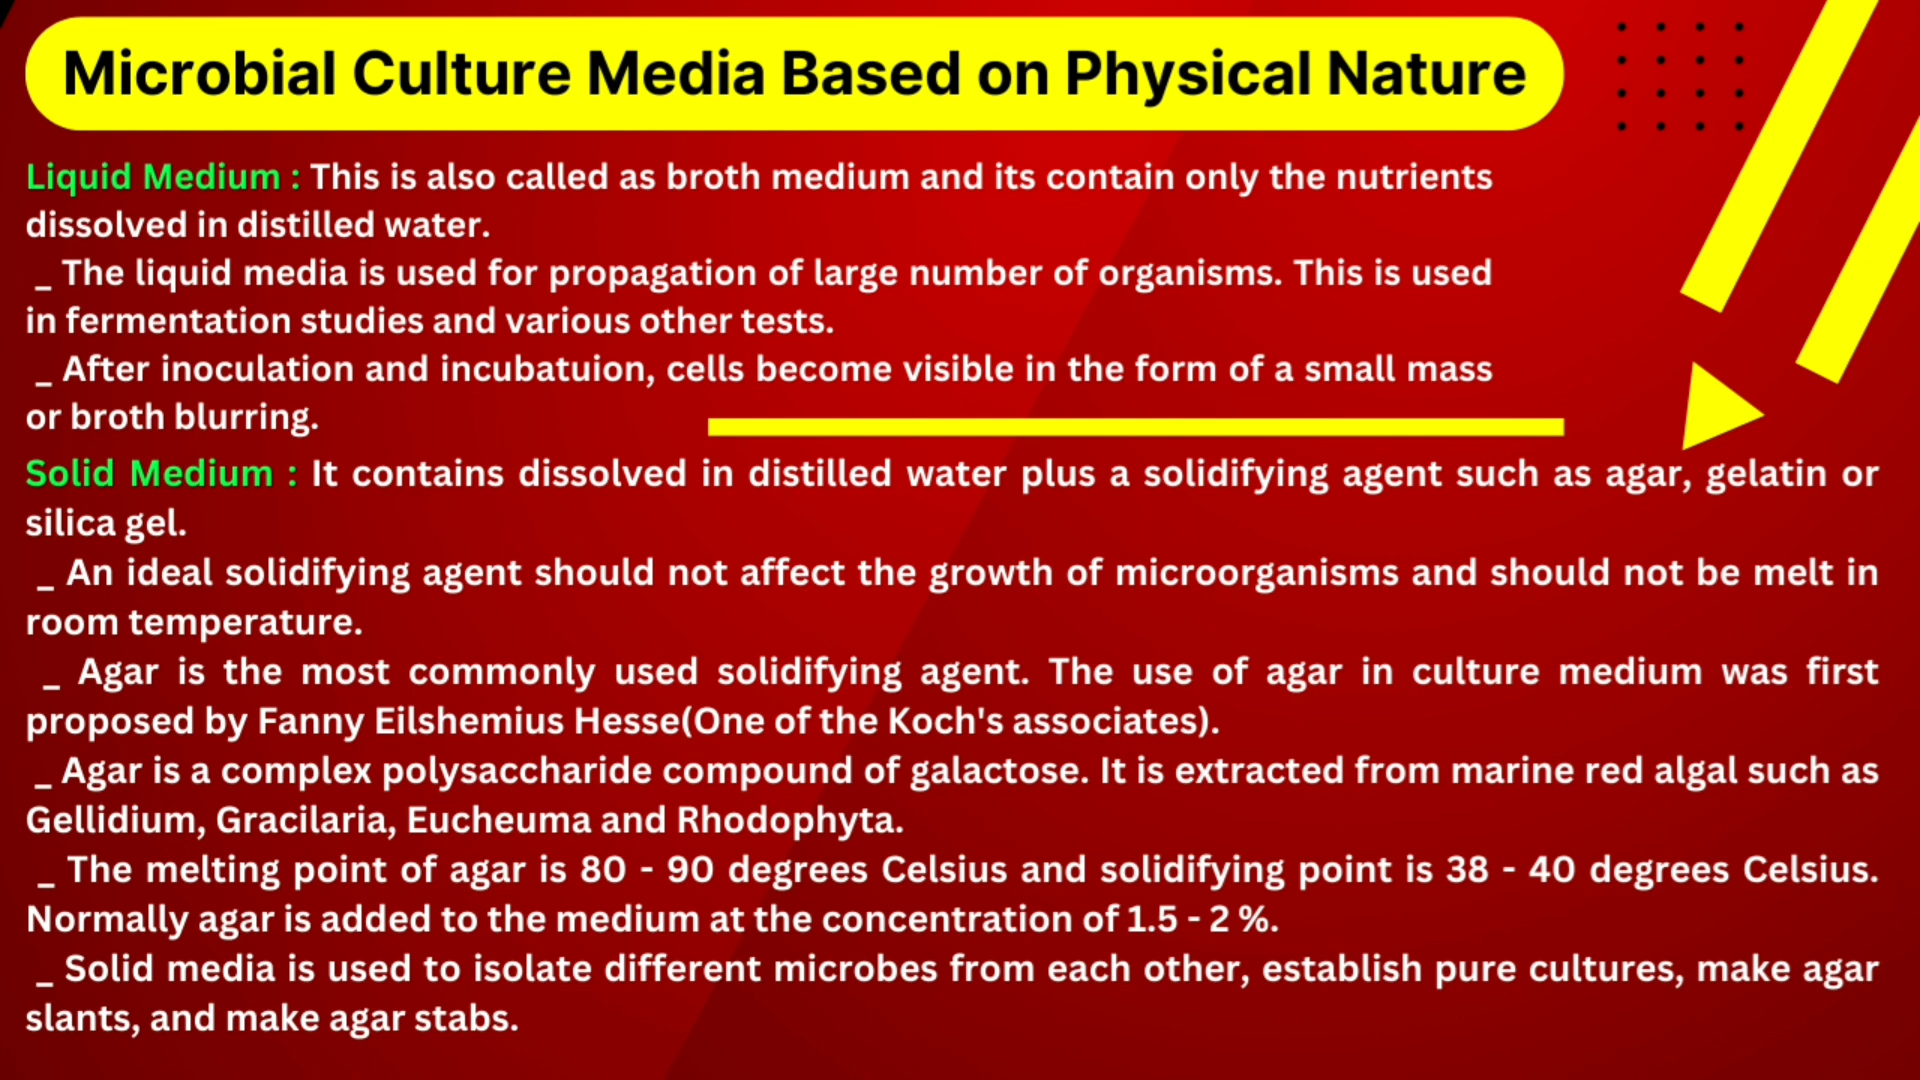 Microbial Culture Media Based on Physical Nature
Liquid Medium : This is also called as broth medium and its contain only the nutrients
dissolved in distilled water.
_ The liquid media is used for propagation of large number of organisms. This is used
in fermentation studies and various other tests.
_ After inoculation and incubatuion, cells become visible in the form of a small mass
or broth blurring.
Solid Medium : It contains dissolved in distilled water plus a solidifying agent such as agar, gelatin or
silica gel.
_ An ideal solidifying agent should not affect the growth of microorganisms and should not be melt in
room temperature.
_ Agar is the most commonly used solidifying agent. The use of agar in culture medium was first
proposed by Fanny Eilshemius Hesse(One of the Koch's associates).
_ Agar is a complex polysaccharide compound of galactose. It is extracted from marine red algal such as
Gellidium, Gracilaria, Eucheuma and Rhodophyta.
_ The melting point of agar is 80 - 90 degrees Celsius and solidifying point is 38 - 40 degrees Celsius.
Normally agar is added to the medium at the concentration of 1.5 - 2 %.
_ Solid media is used to isolate different microbes from each other, establish pure cultures, make agar
slants, and make agar stabs.